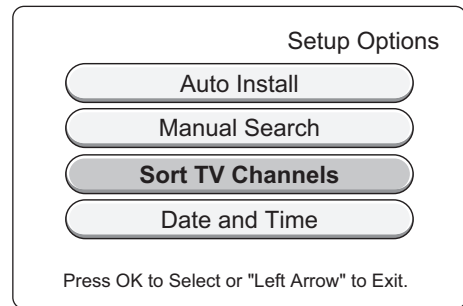 Setup Options
Auto Install
Manual Search
Sort TV Channels
Date and Time
Press OK to Select or "Left Arrow" to Exit.